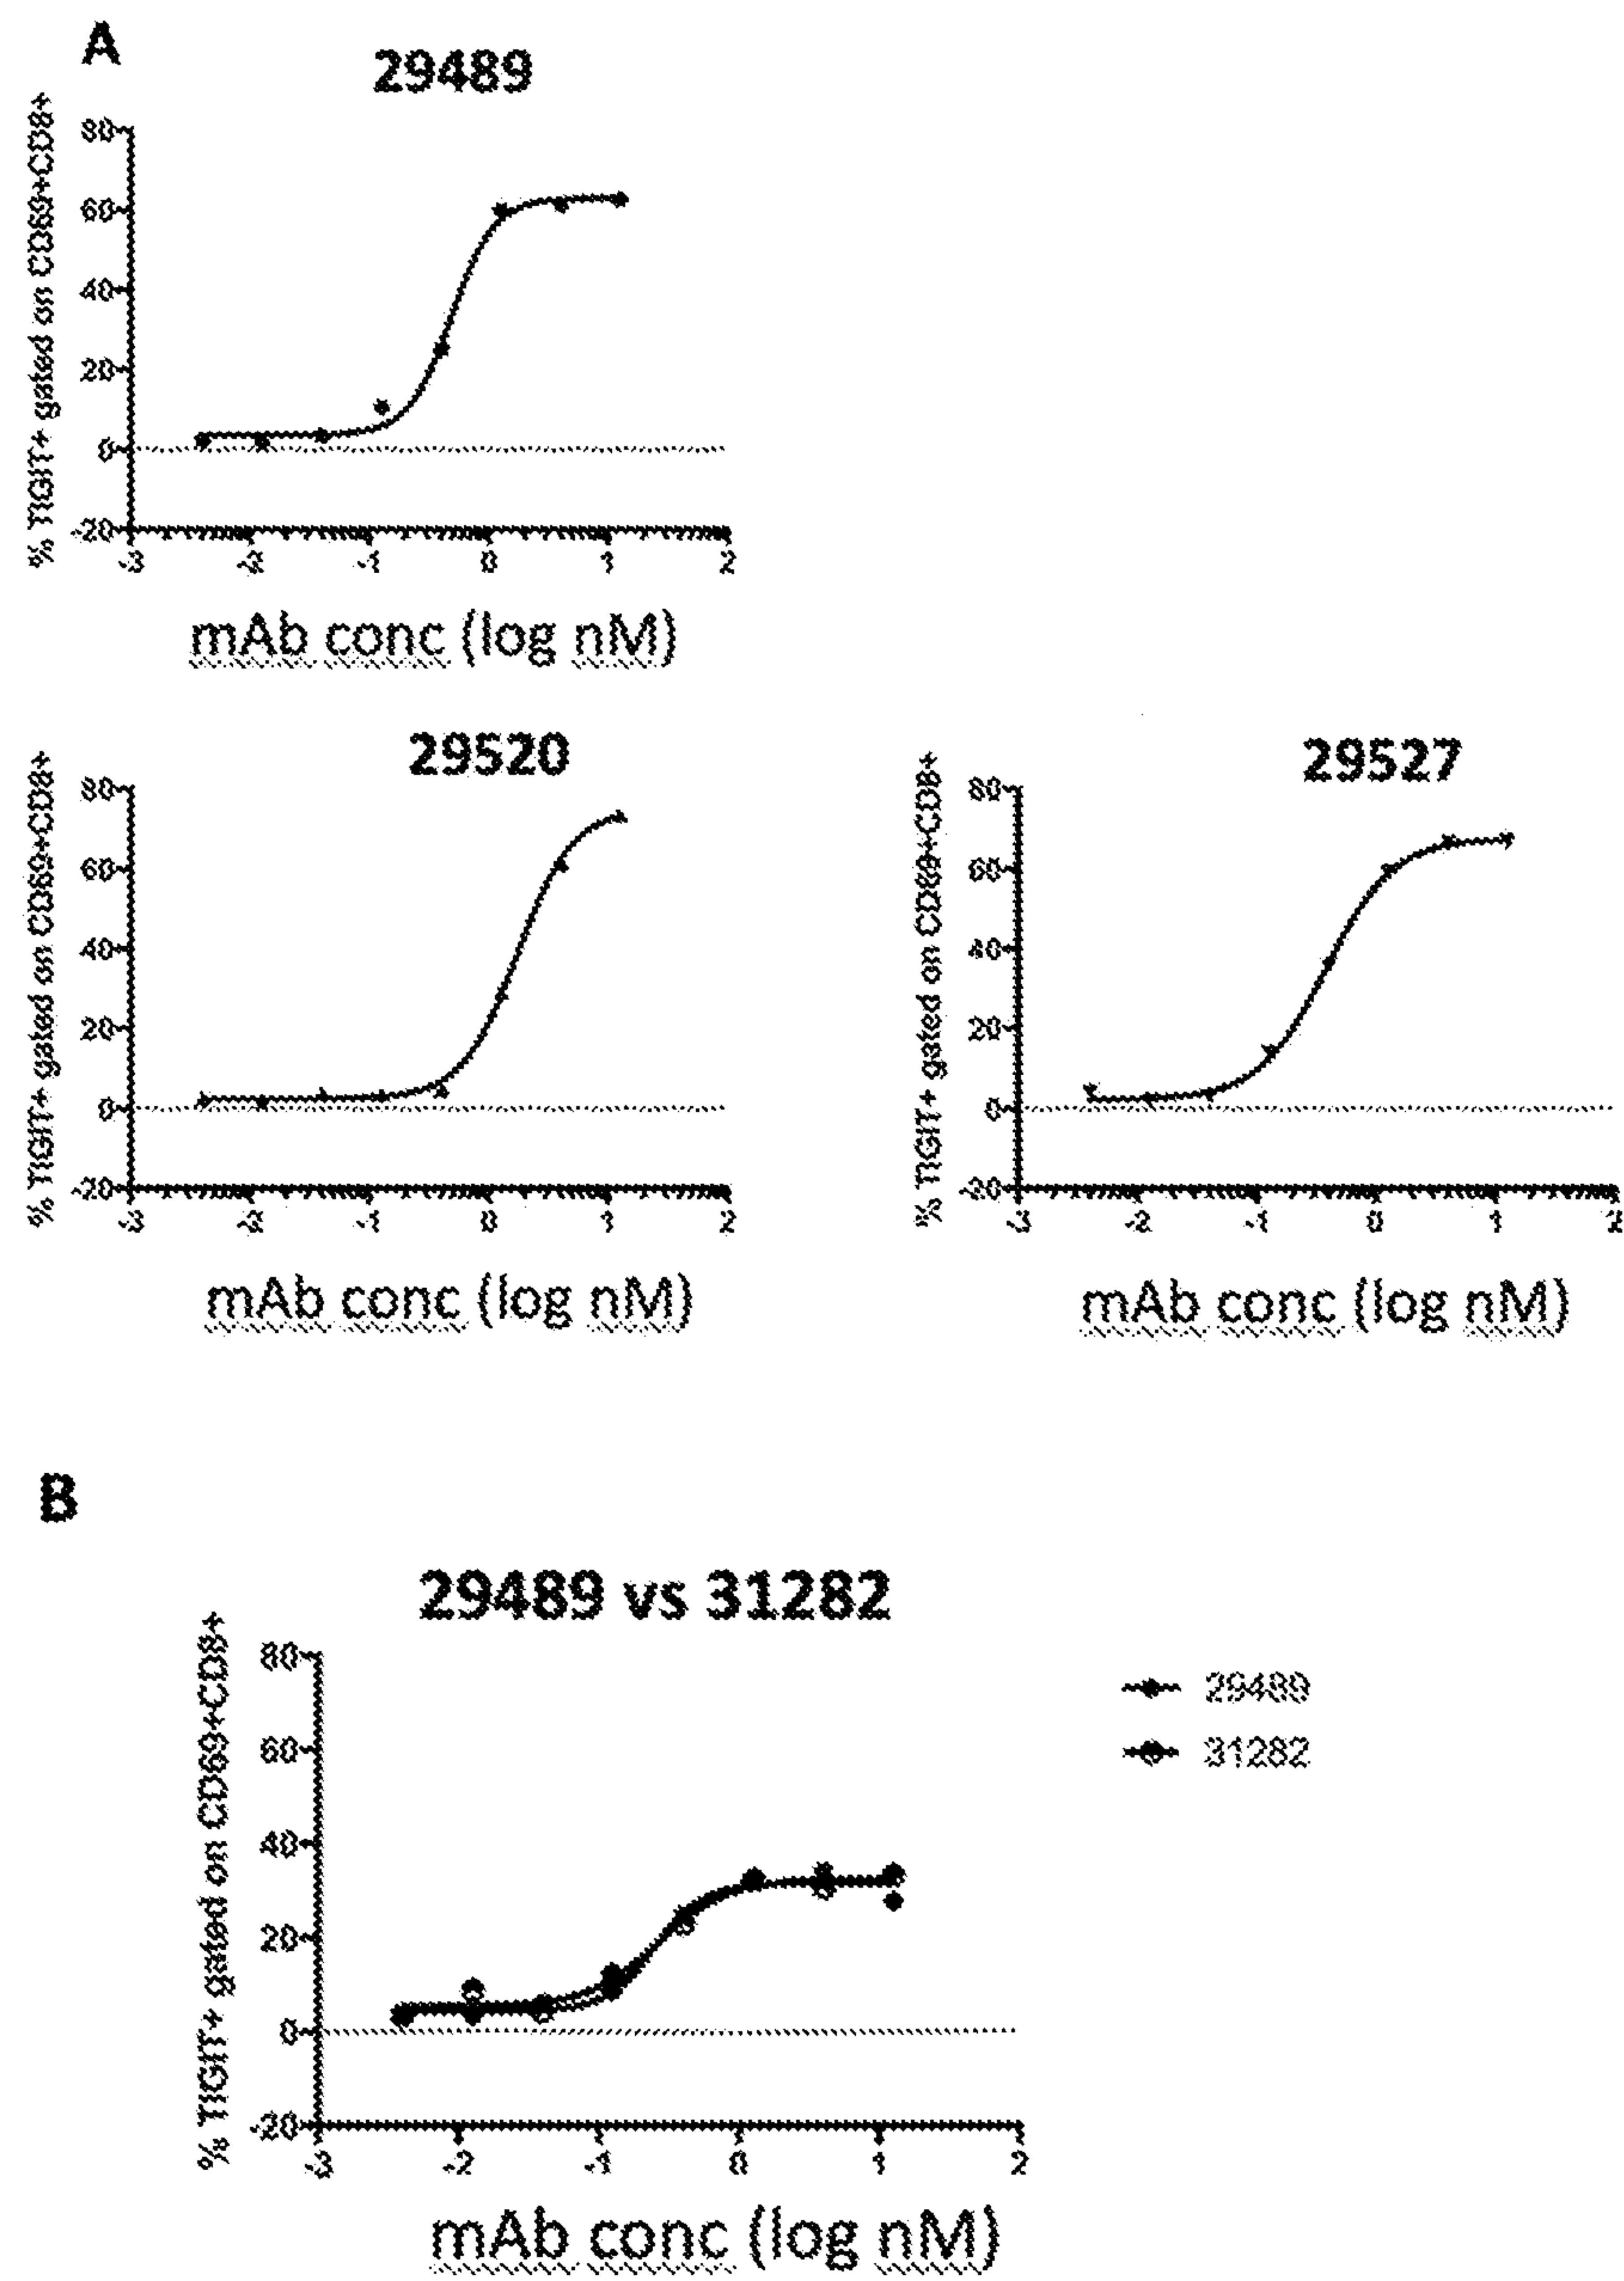 A
29489
% TIGIT+ gated on CD69+CD8+
80
60
40
20
0
-20
-3 -2 -1 0 1 2
mAb conc (log nM)
29520
% TIGIT+ gated on CD69+CD8+
80
60
40
20
0
-20
-3 -2 -1 0 1 2
mAb conc (log nM)
29527
% TIGIT+ gated on CD69+CD8+
80
60
40
20
0
-20
-3 -2 -1 0 1 2
mAb conc (log nM)
B
29489 vs 31282
% TIGIT+ gated on CD69+CD8+
80
60
40
20
0
-20
-3 -2 -1 0 1 2
mAb conc (log nM)
29489
31282